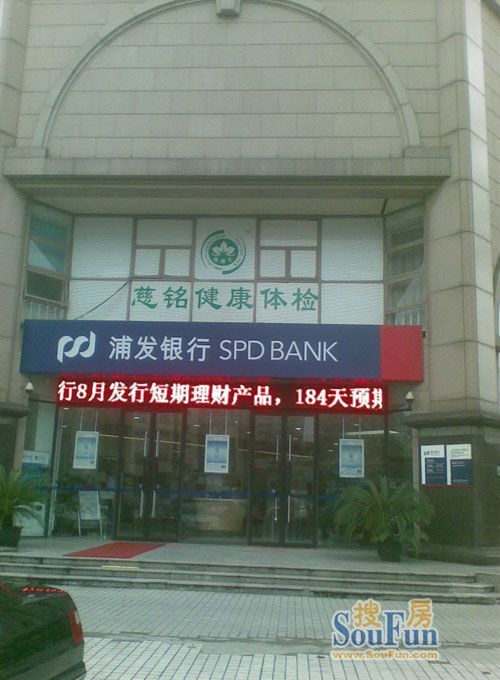 慈铭健康体检
浦发银行 SPD BANK
行8月发行短期理财产品，184天预期
搜房
SouFun
www.SouFun.com